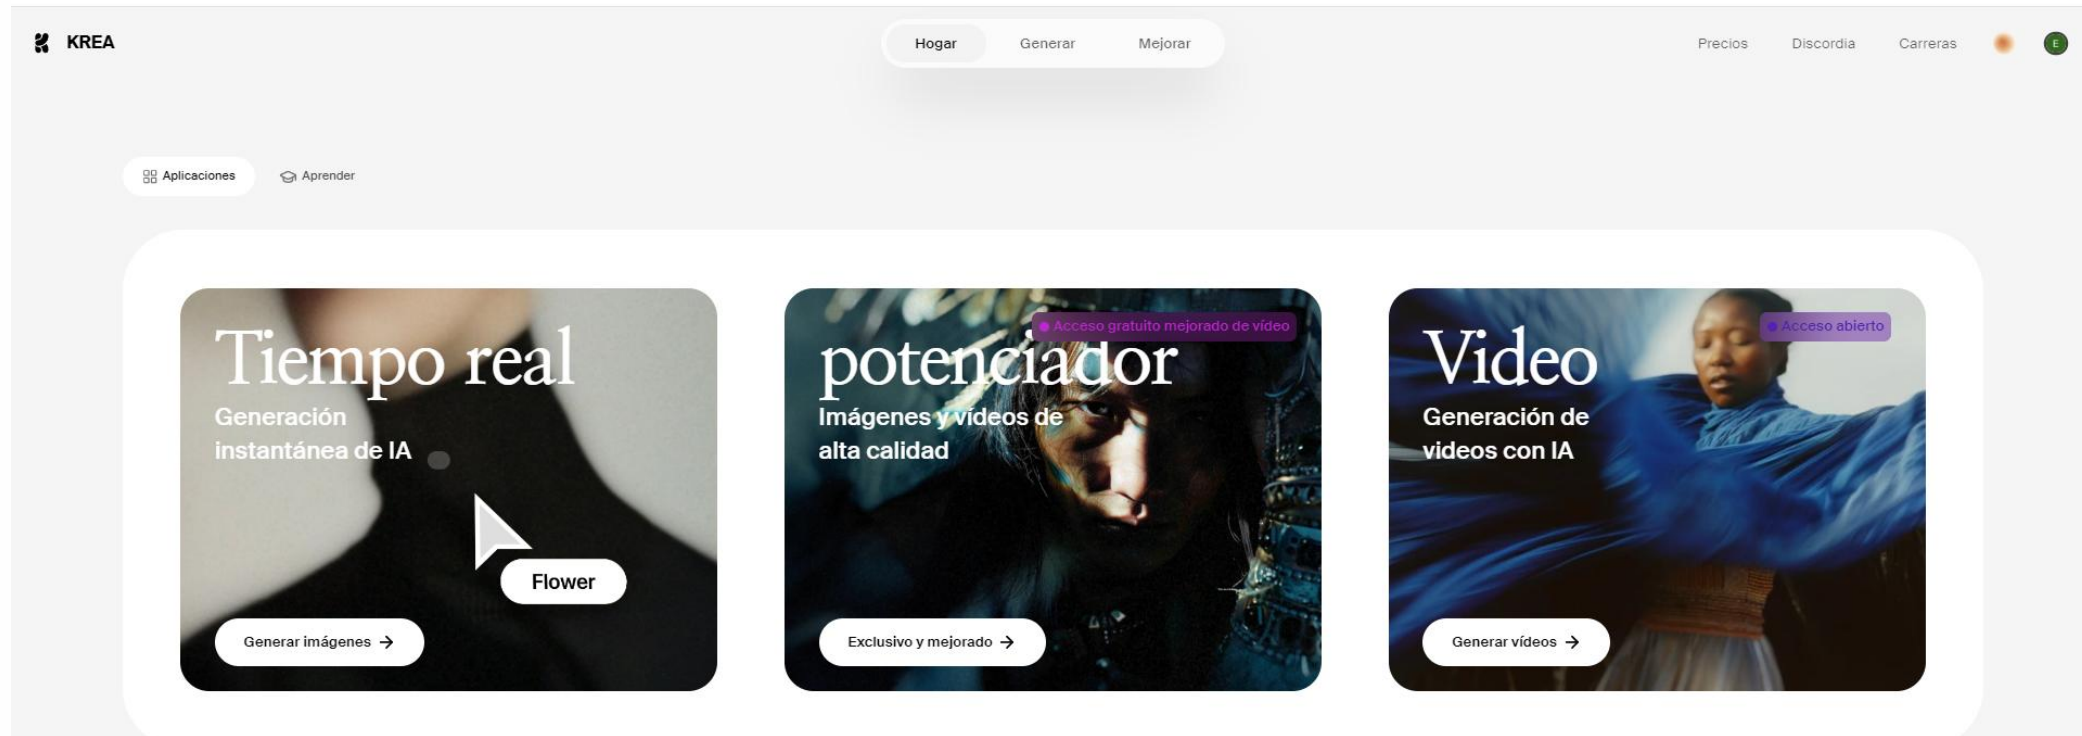 KREA
Hogar
Generar
Mejorar
Precios
Discordia
Carreras
E
Aplicaciones
Aprender
Tiempo real
Generación
instantánea de IA
Flower
Generar imágenes →
Acceso gratuito mejorado de vídeo
potenciador
Imágenes y vídeos de
alta calidad
Exclusivo y mejorado →
Acceso abierto
Video
Generación de
videos con IA
Generar vídeos →